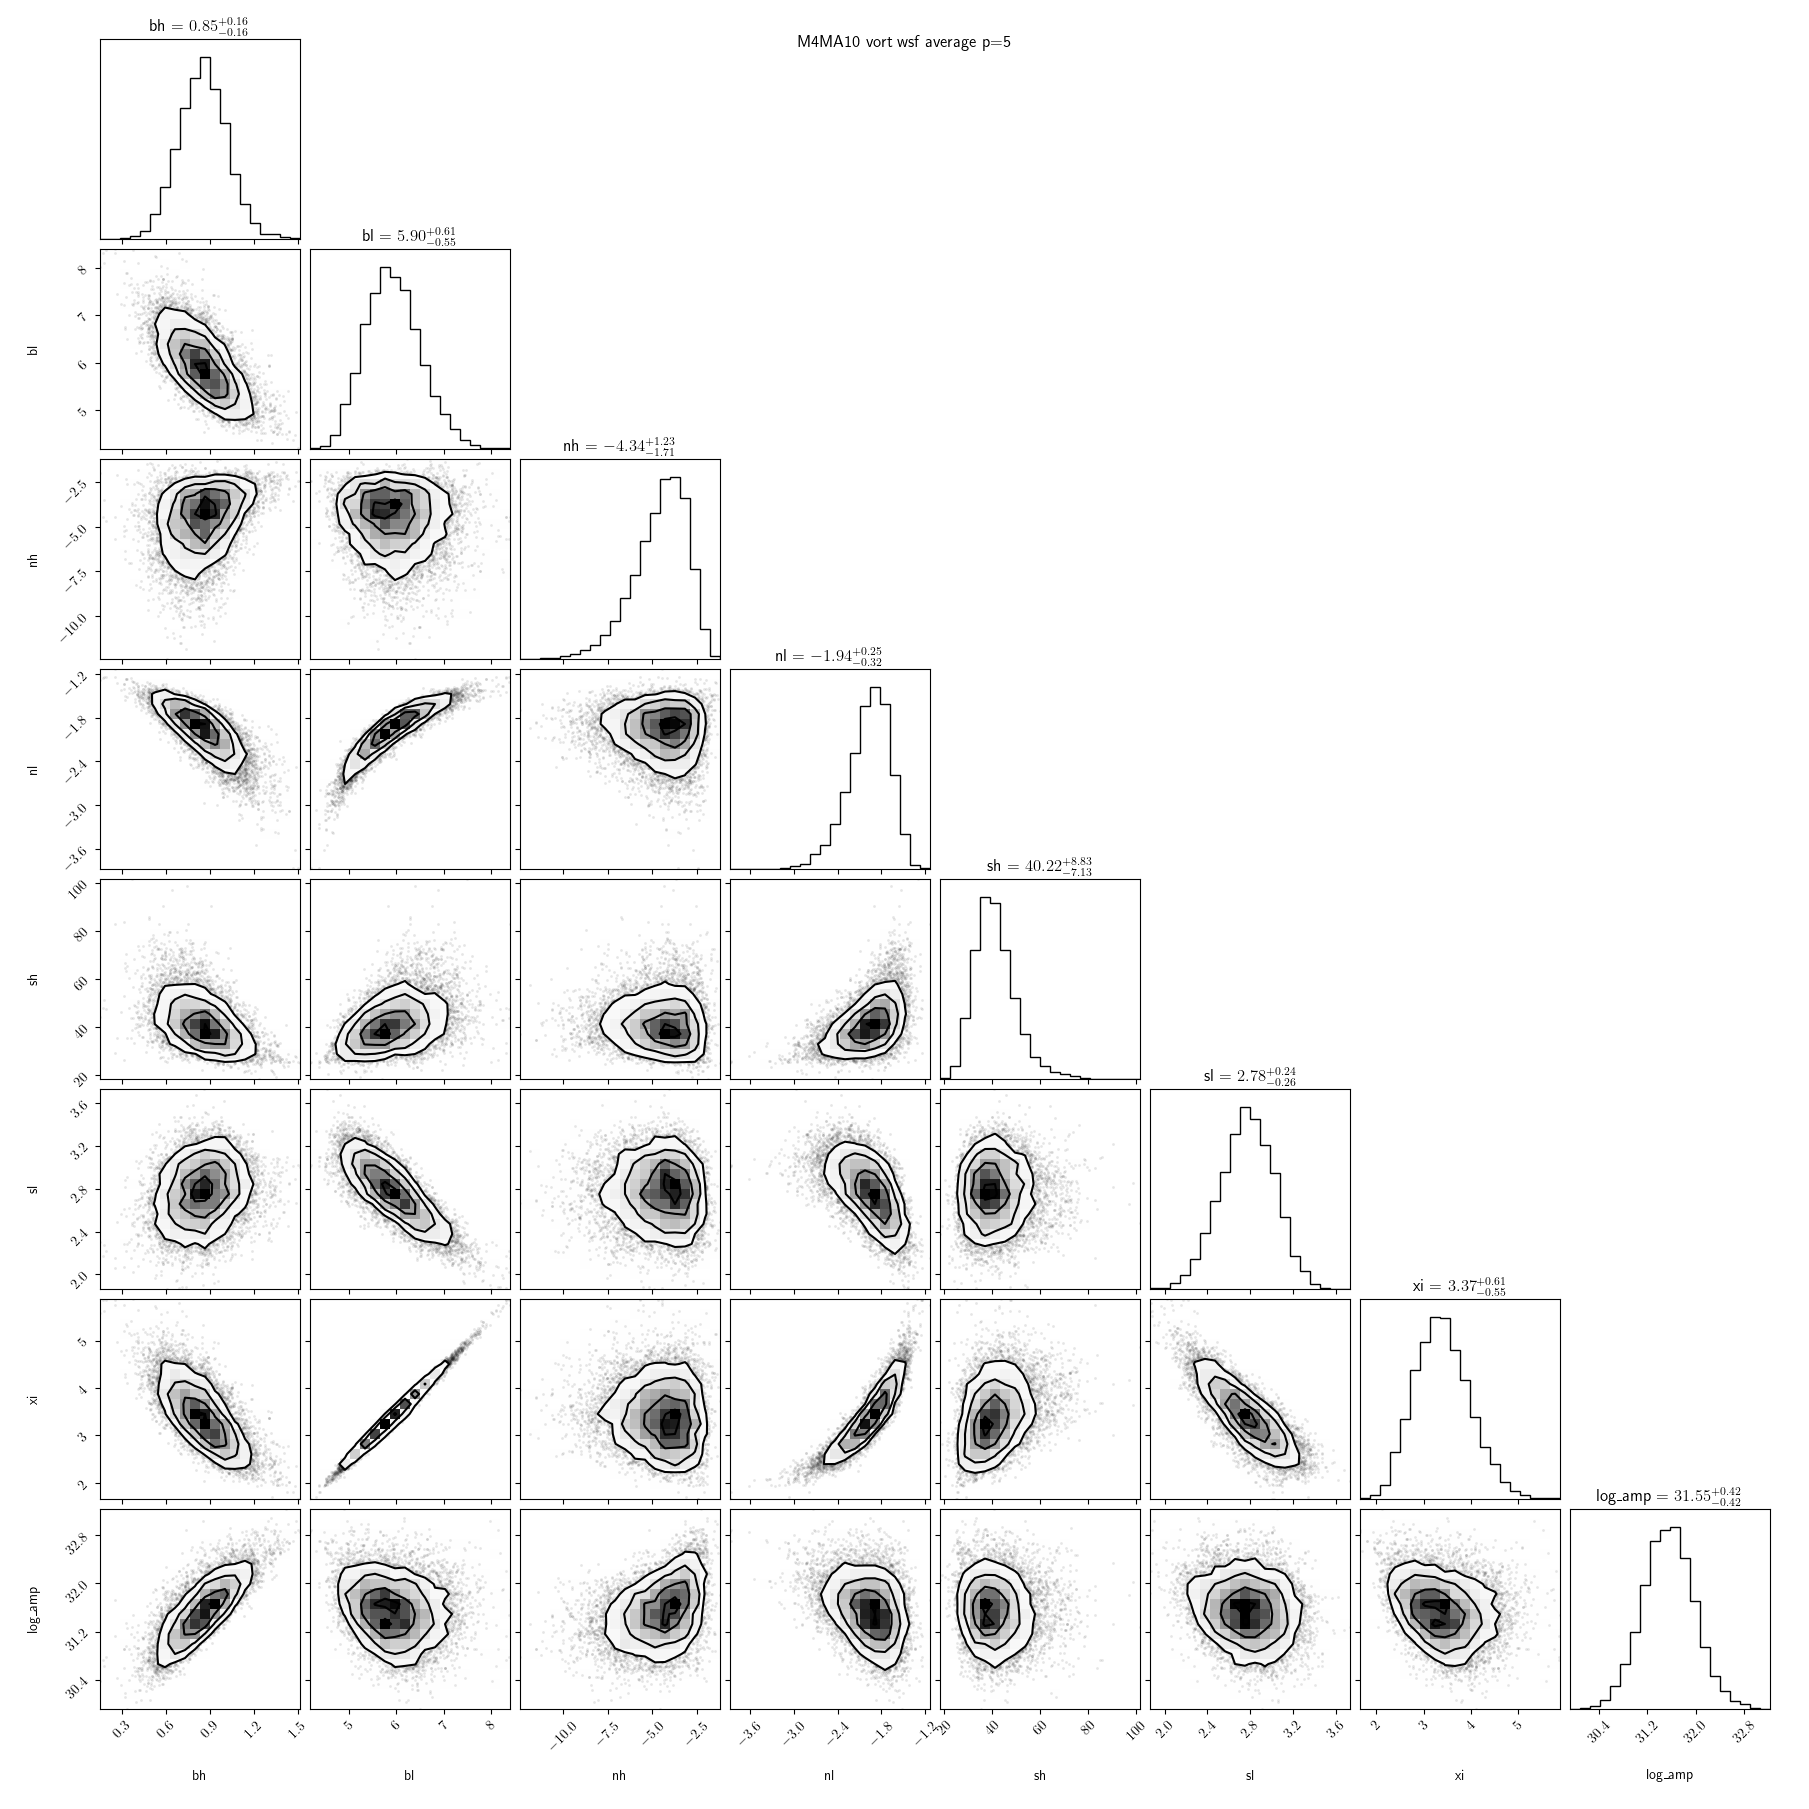 bh = 0.85+0.16 −0.16
M4MA10 vort wsf average p=5
bl = 5.90+0.61 −0.55
8
7
6
5
bl
nh = −4.34+1.23 −1.71
−2.5
−5.0
−7.5
−10.0
nh
nl = −1.94+0.25 −0.32
−1.2
−1.8
−2.4
−3.0
−3.6
nl
sh = 40.22+8.83 −7.13
100
80
60
40
20
sh
sl = 2.78+0.24 −0.26
3.6
3.2
2.8
2.4
2.0
sl
xi = 3.37+0.61 −0.55
5
4
3
2
xi
log_amp = 31.55+0.42 −0.42
32.8
32.0
31.2
30.4
log_amp
0.3 0.6 0.9 1.2 1.5 5 6 7 8 −10.0 −7.5 −5.0 −2.5 −3.6 −3.0 −2.4 −1.8 −1.2 20 40 60 80 100 2.0 2.4 2.8 3.2 3.6 2 3 4 5 30.4 31.2 32.0 32.8
bh bl nh nl sh sl xi log_amp